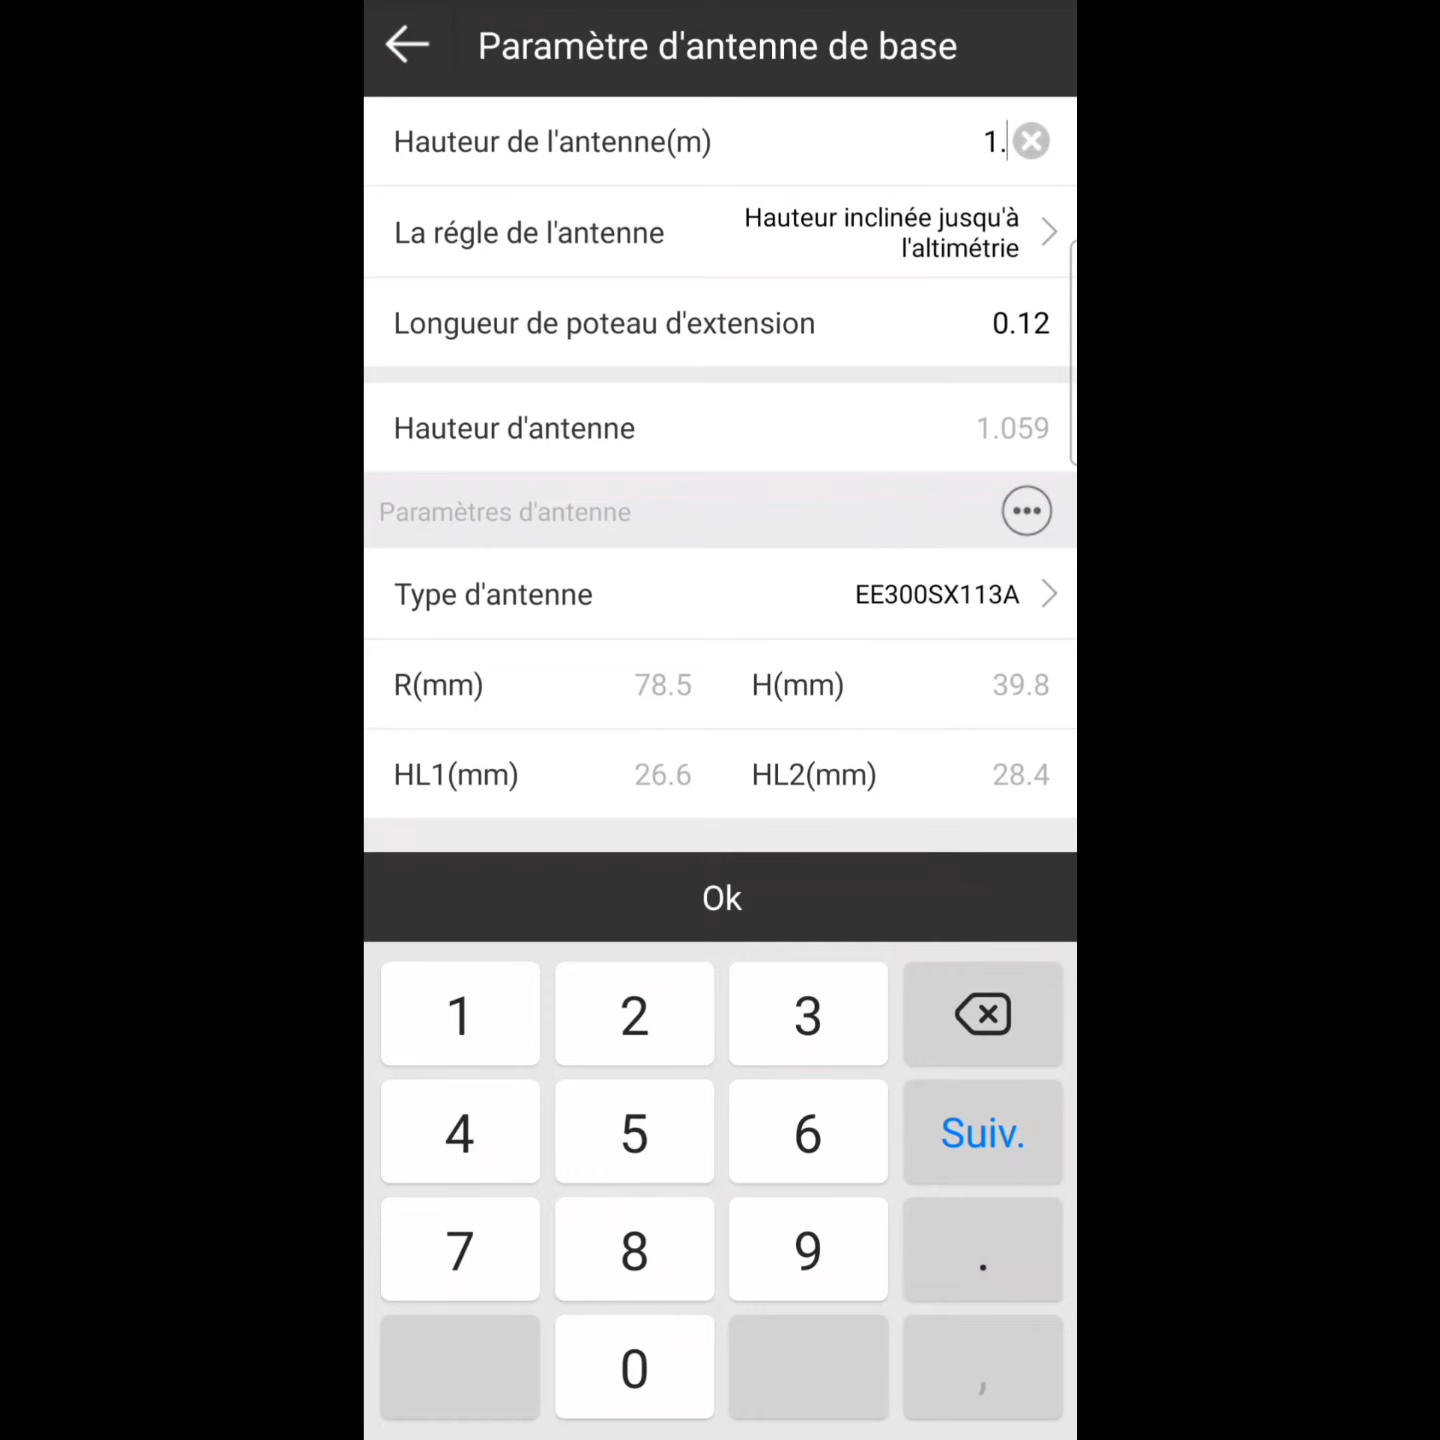 Paramètre d'antenne de base
Hauteur de l'antenne(m) 1.
La régle de l'antenne Hauteur inclinée jusqu'à
l'altimétrie
Longueur de poteau d'extension 0.12
Hauteur d'antenne 1.059
Paramètres d'antenne
Type d'antenne EE300SX113A
R(mm) 78.5 H(mm) 39.8
HL1(mm) 26.6 HL2(mm) 28.4
Ok
1 2 3
4 5 6 Suiv.
7 8 9 .
0 ,